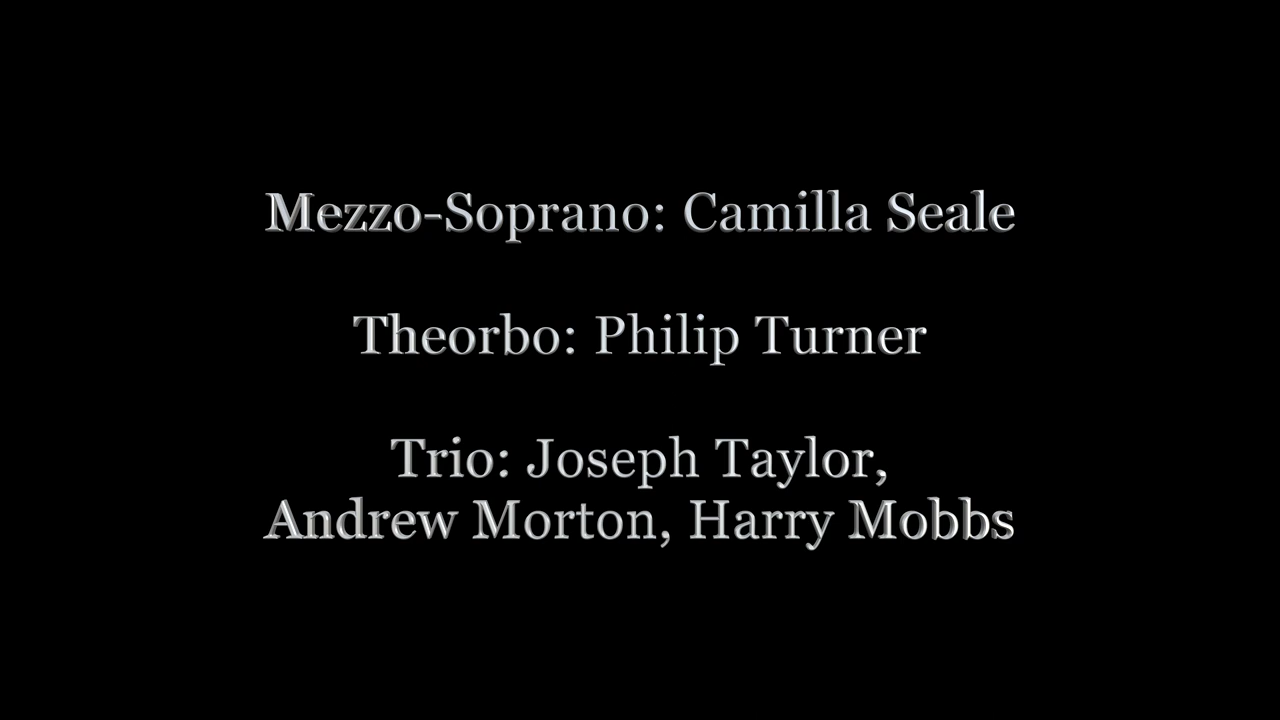 Mezzo-Soprano: Camilla Seale
Theorbo: Philip Turner
Trio: Joseph Taylor,
Andrew Morton, Harry Mobbs